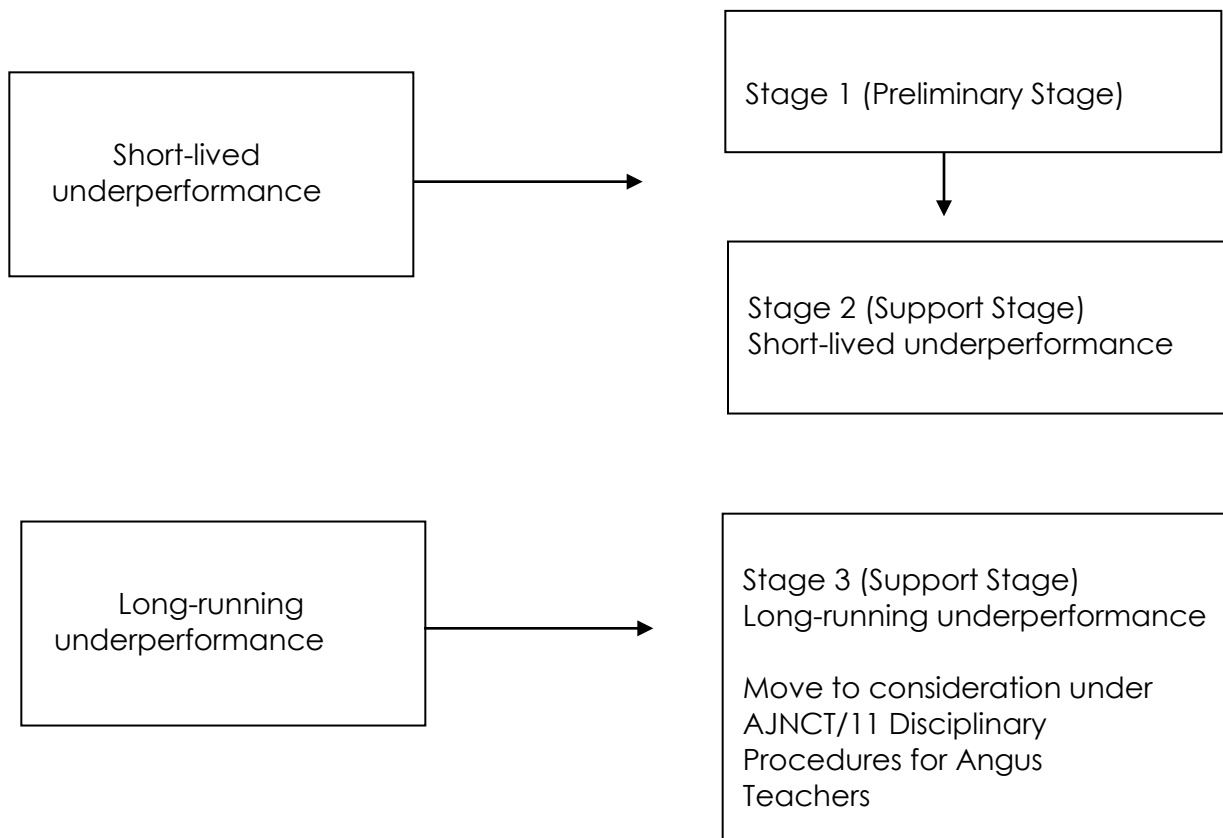 Short-lived
underperformance
Stage 1 (Preliminary Stage)
Stage 2 (Support Stage)
Short-lived underperformance
Long-running
underperformance
Stage 3 (Support Stage)
Long-running underperformance
Move to consideration under
AJNCT/11 Disciplinary
Procedures for Angus
Teachers